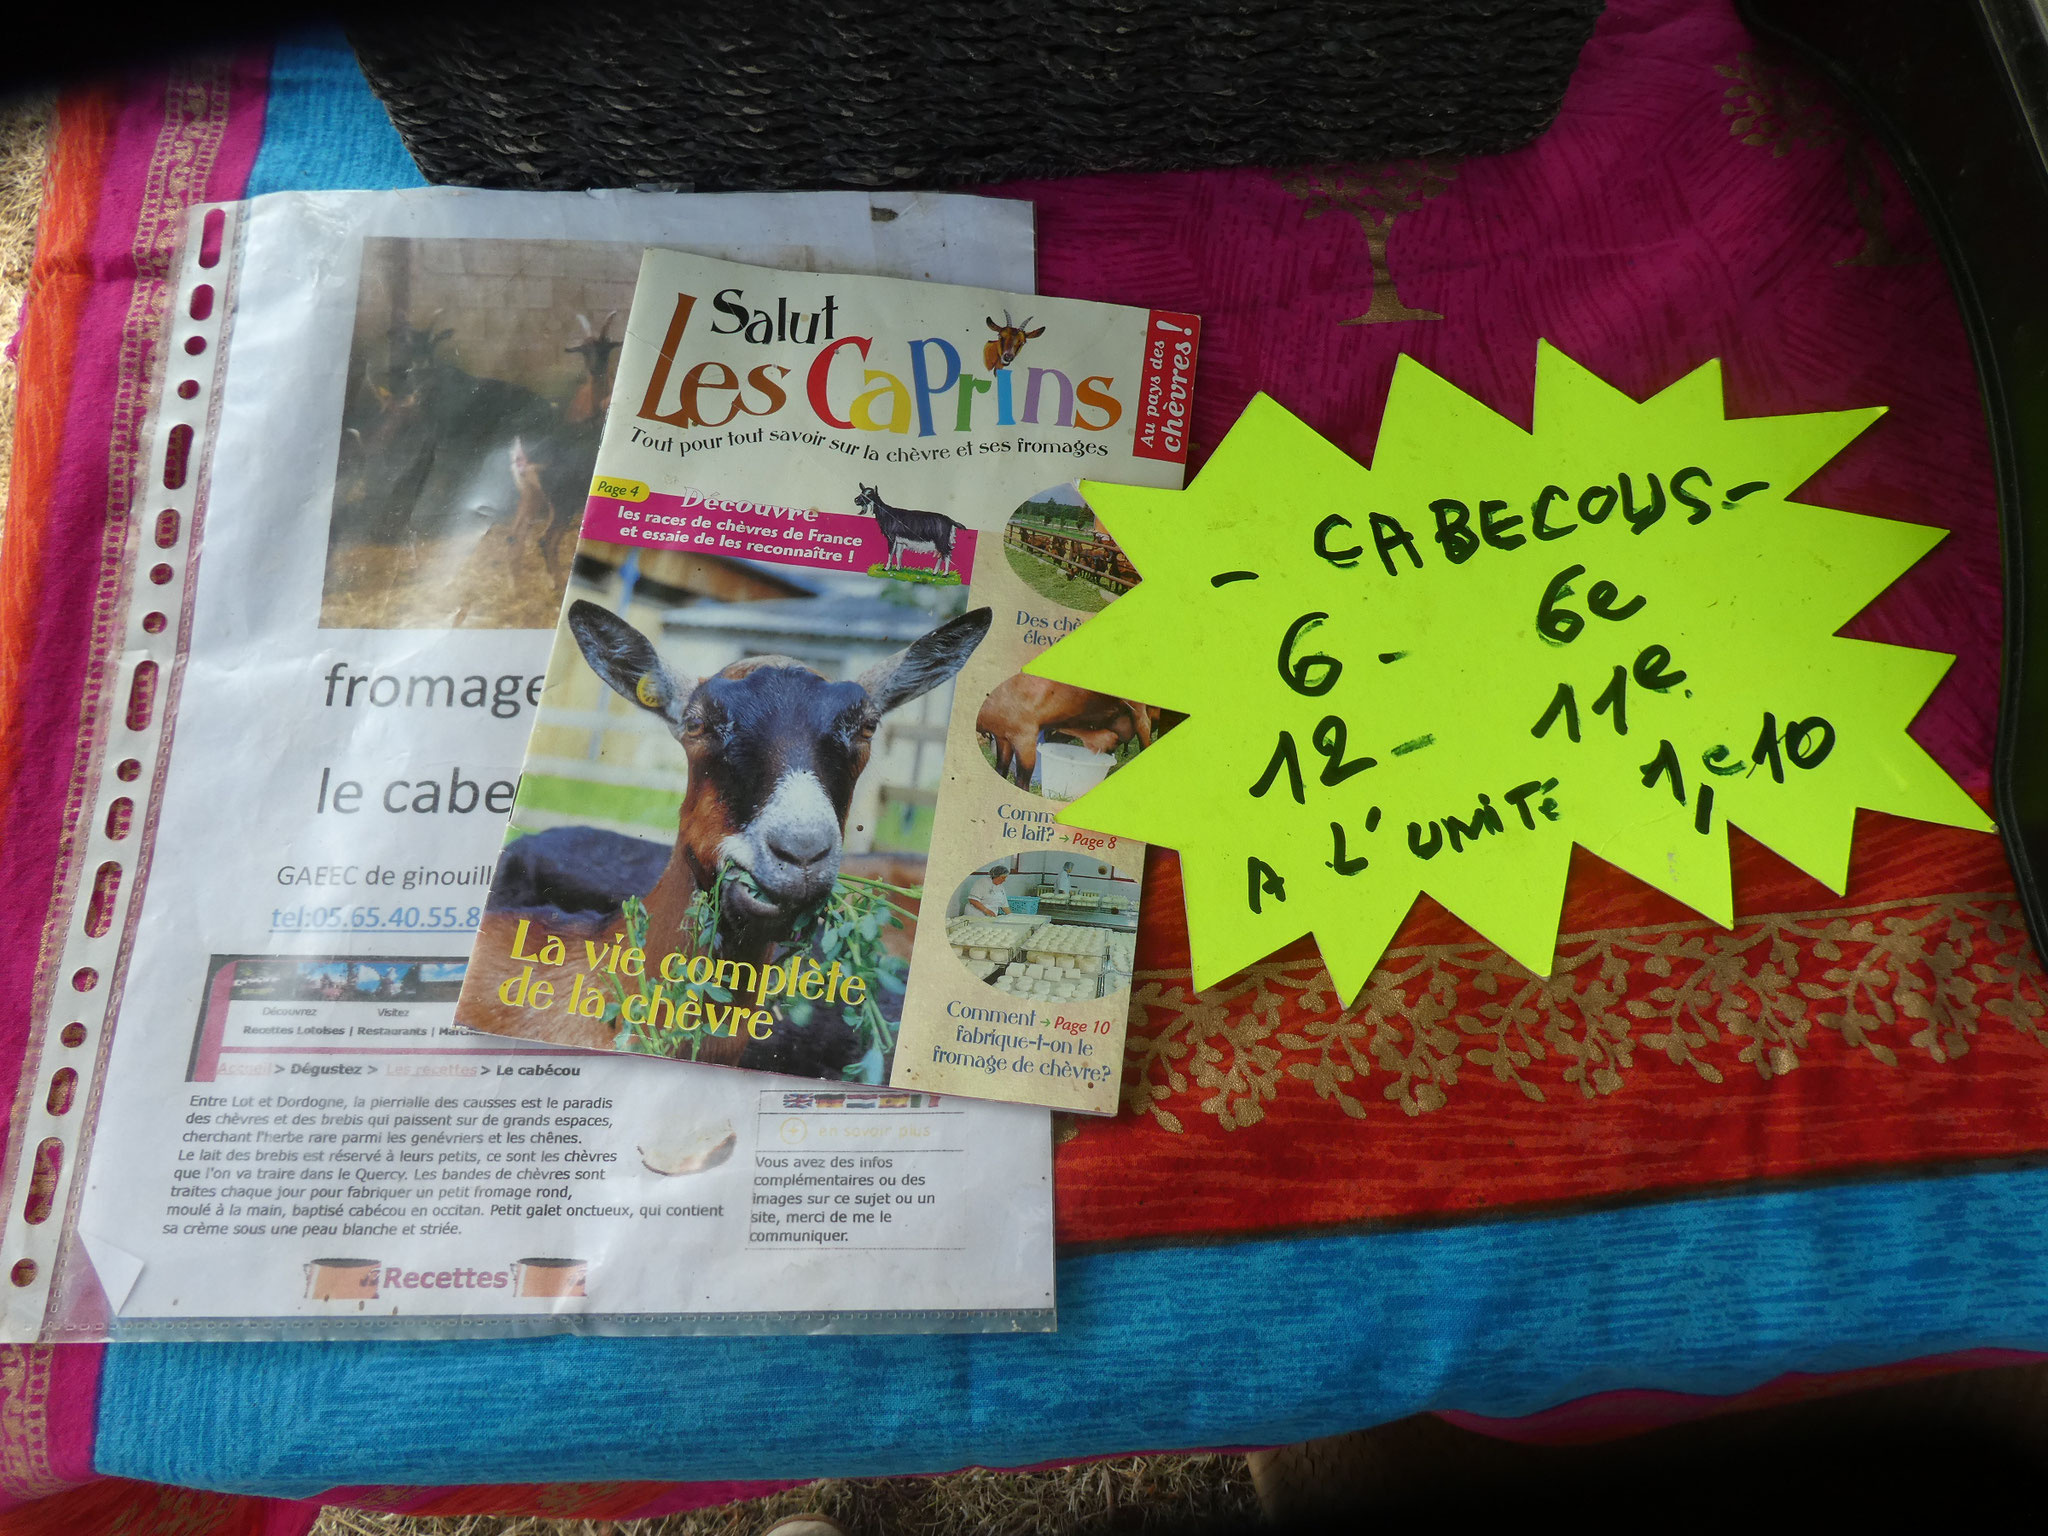 fromage
le cabe
GAEEC de ginouill
tel:05.65.40.55.8
Découvrez Visitez
Recettes Lotoises | Restaurants |
Accueil > Dégustez > Les recettes > Le cabécou
Entre Lot et Dordogne, la pierrialle des causses est le paradis
des chèvres et des brebis qui paissent sur de grands espaces,
cherchant l'herbe rare parmi les genévriers et les chênes.
Le lait des brebis est réservé à leurs petits, ce sont les chèvres
que l'on va traire dans le Quercy. Les bandes de chèvres sont
traites chaque jour pour fabriquer un petit fromage rond,
moulé à la main, baptisé cabécou en occitan. Petit galet onctueux, qui contient
sa crème sous une peau blanche et striée.
en savoir plus
Vous avez des infos
complémentaires ou des
images sur ce sujet ou un
site, merci de me le
communiquer.
Recettes
Salut
Les Caprins
Tout pour tout savoir sur la chèvre et ses fromages
Au pays des
chèvres !
Page 4
Découvre
les races de chèvres de France
et essaie de les reconnaître !
Des chè
élev
Comm
le lait? → Page 8
Comment → Page 10
fabrique-t-on le
fromage de chèvre?
La vie complète
de la chèvre
- CABECOUS -
6 - 6e
12 - 11e
A L'UNITÉ 1,e10